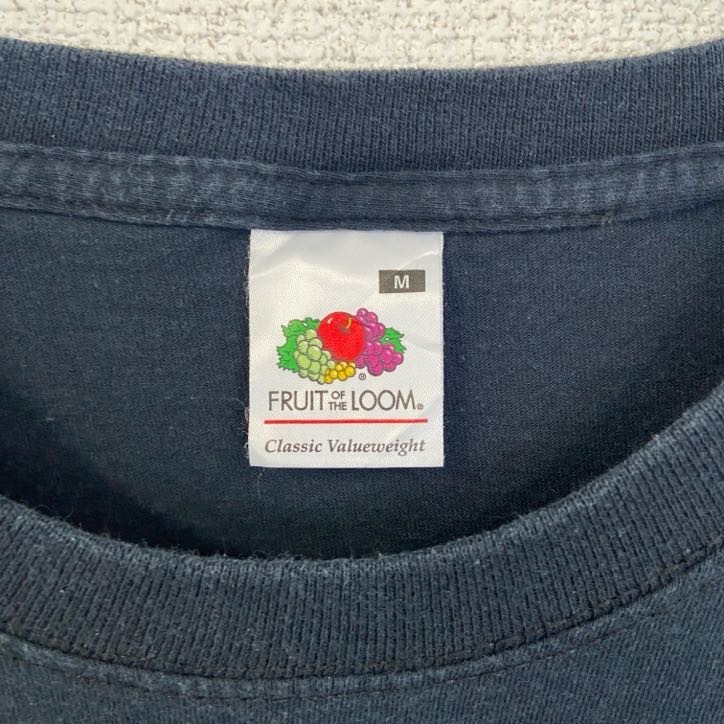 M
®
FRUIT OF THE LOOM®
Classic Valueweight